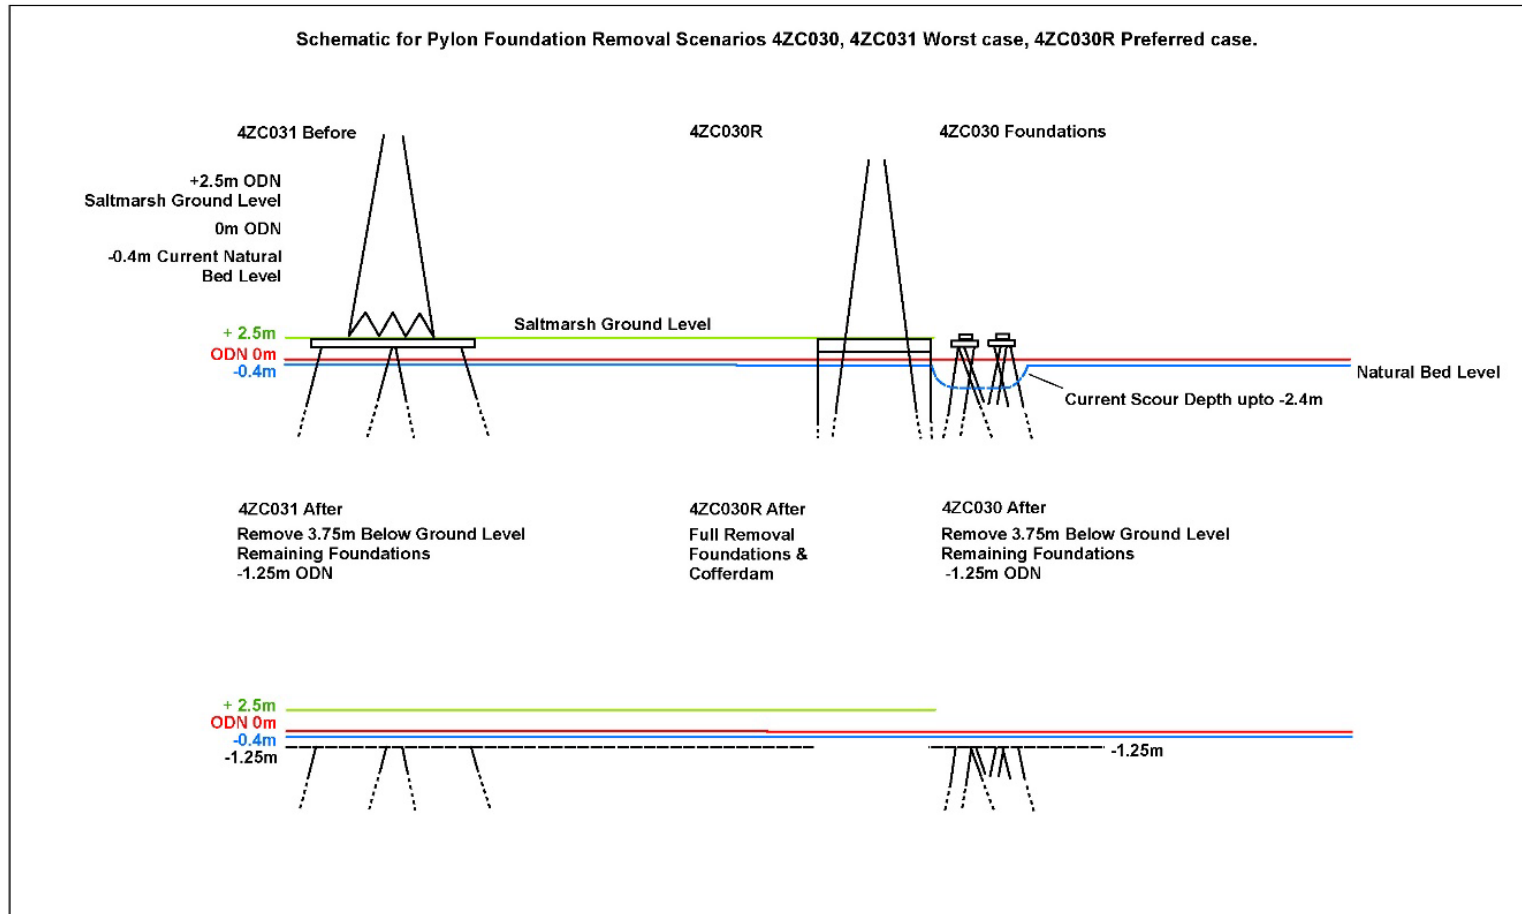 Schematic for Pylon Foundation Removal Scenarios 4ZC030, 4ZC031 Worst case, 4ZC030R Preferred case.
4ZC031 Before
4ZC030R
4ZC030 Foundations
+2.5m ODN
Saltmarsh Ground Level
0m ODN
-0.4m Current Natural
Bed Level
Saltmarsh Ground Level
+ 2.5m
ODN 0m
-0.4m
Natural Bed Level
Current Scour Depth upto -2.4m
4ZC031 After
Remove 3.75m Below Ground Level
Remaining Foundations
-1.25m ODN
4ZC030R After
Full Removal
Foundations &
Cofferdam
4ZC030 After
Remove 3.75m Below Ground Level
Remaining Foundations
-1.25m ODN
+ 2.5m
ODN 0m
-0.4m
-1.25m
-1.25m